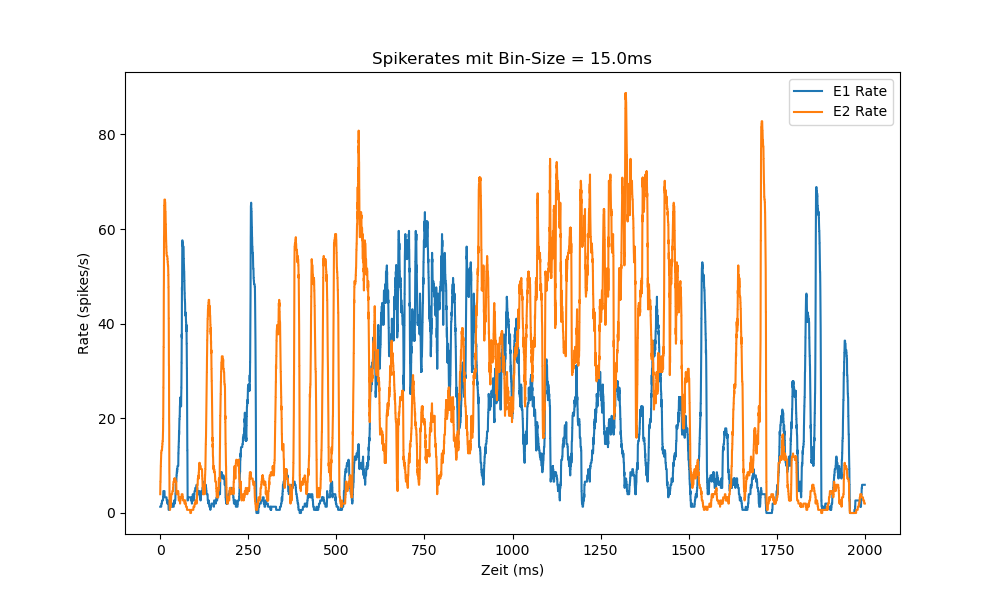 Spikerates mit Bin-Size = 15.0ms
E1 Rate
E2 Rate
Rate (spikes/s)
80
60
40
20
0
0 250 500 750 1000 1250 1500 1750 2000
Zeit (ms)